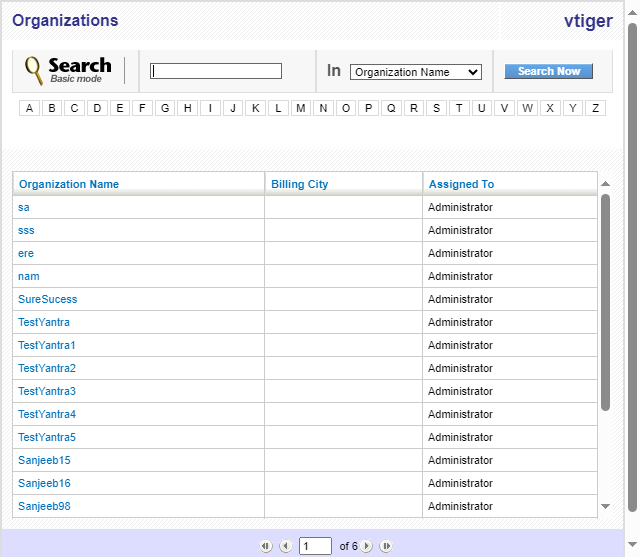 Organizations vtiger
Search
Basic mode
In Organization Name Search Now
A B C D E F G H I J K L M N O P Q R S T U V W X Y Z
Organization Name Billing City Assigned To
sa Administrator
sss Administrator
ere Administrator
nam Administrator
SureSucess Administrator
TestYantra Administrator
TestYantra1 Administrator
TestYantra2 Administrator
TestYantra3 Administrator
TestYantra4 Administrator
TestYantra5 Administrator
Sanjeeb15 Administrator
Sanjeeb16 Administrator
Sanjeeb98 Administrator
1 of 6